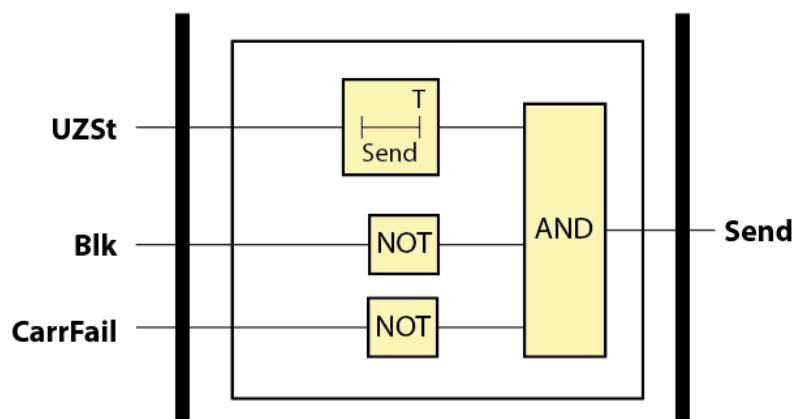 UZSt
T
Send
Blk
NOT
AND
Send
CarrFail
NOT